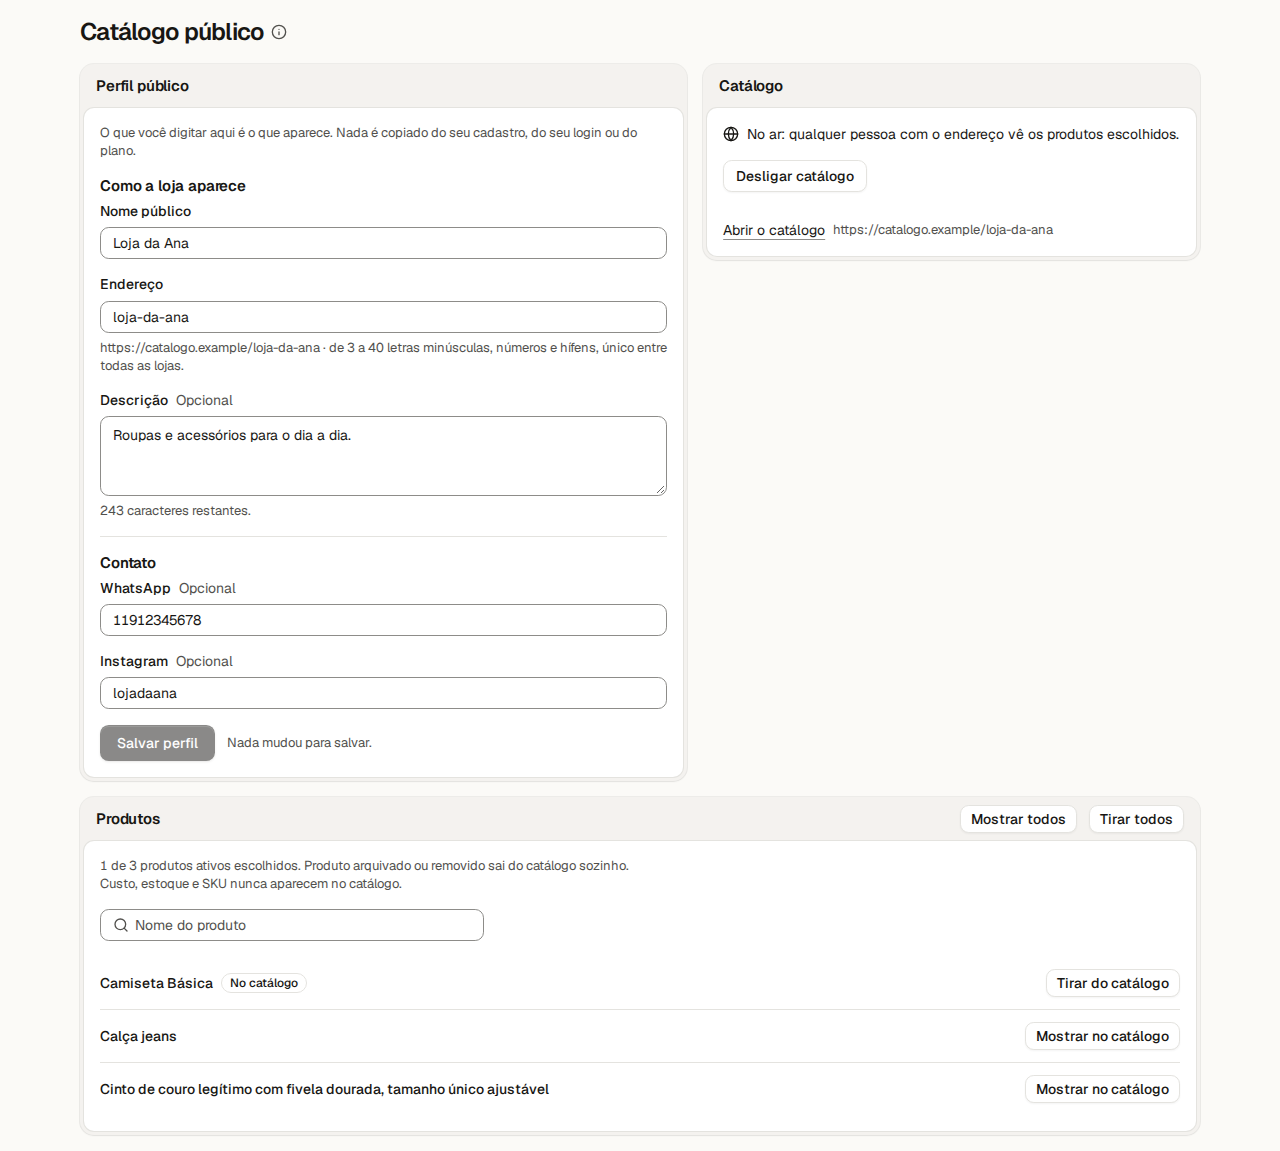 Catálogo público
Perfil público
O que você digitar aqui é o que aparece. Nada é copiado do seu cadastro, do seu login ou do
plano.
Como a loja aparece
Nome público
Loja da Ana
Endereço
loja-da-ana
https://catalogo.example/loja-da-ana · de 3 a 40 letras minúsculas, números e hífens, único entre
todas as lojas.
Descrição Opcional
Roupas e acessórios para o dia a dia.
243 caracteres restantes.
Contato
WhatsApp Opcional
11912345678
Instagram Opcional
lojadaana
Salvar perfil Nada mudou para salvar.
Catálogo
No ar: qualquer pessoa com o endereço vê os produtos escolhidos.
Desligar catálogo
Abrir o catálogo https://catalogo.example/loja-da-ana
Produtos Mostrar todos Tirar todos
1 de 3 produtos ativos escolhidos. Produto arquivado ou removido sai do catálogo sozinho.
Custo, estoque e SKU nunca aparecem no catálogo.
Nome do produto
Camiseta Básica No catálogo Tirar do catálogo
Calça jeans Mostrar no catálogo
Cinto de couro legítimo com fivela dourada, tamanho único ajustável Mostrar no catálogo